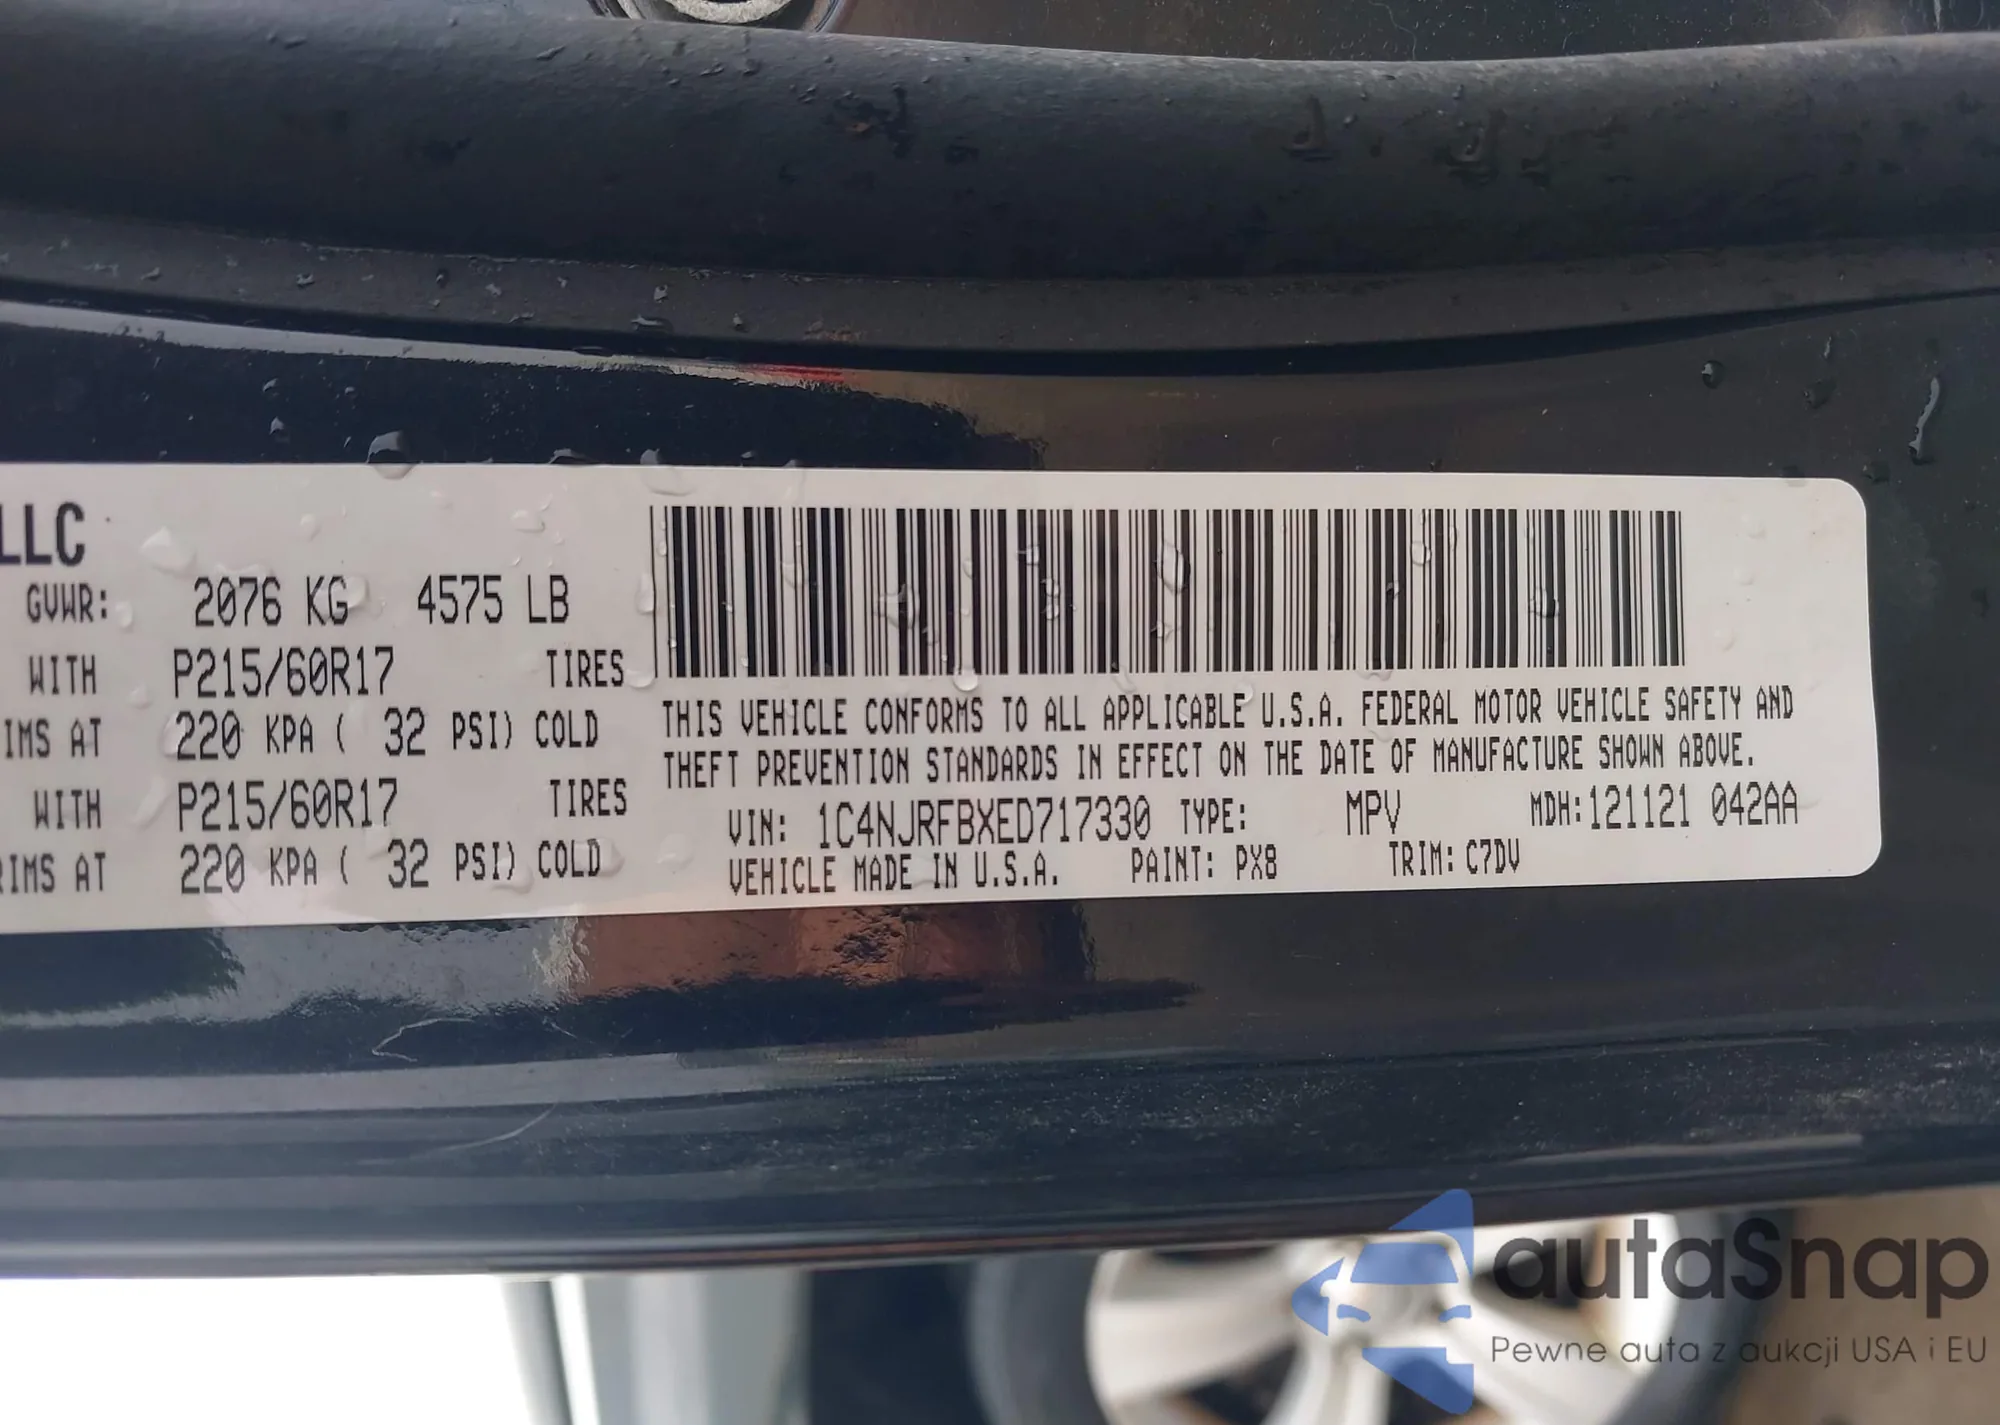 LLC
GVWR: 2076 KG 4575 LB
WITH P215/60R17 TIRES
IMS AT 220 KPA ( 32 PSI) COLD
WITH P215/60R17 TIRES
RIMS AT 220 KPA ( 32 PSI) COLD
THIS VEHICLE CONFORMS TO ALL APPLICABLE U.S.A. FEDERAL MOTOR VEHICLE SAFETY AND
THEFT PREVENTION STANDARDS IN EFFECT ON THE DATE OF MANUFACTURE SHOWN ABOVE.
VIN: 1C4NJRFBXED717330 TYPE: MPV MDH:121121 042AA
VEHICLE MADE IN U.S.A. PAINT: PX8 TRIM: C7DV
autaSnap
Pewne auta z aukcji USA i EU